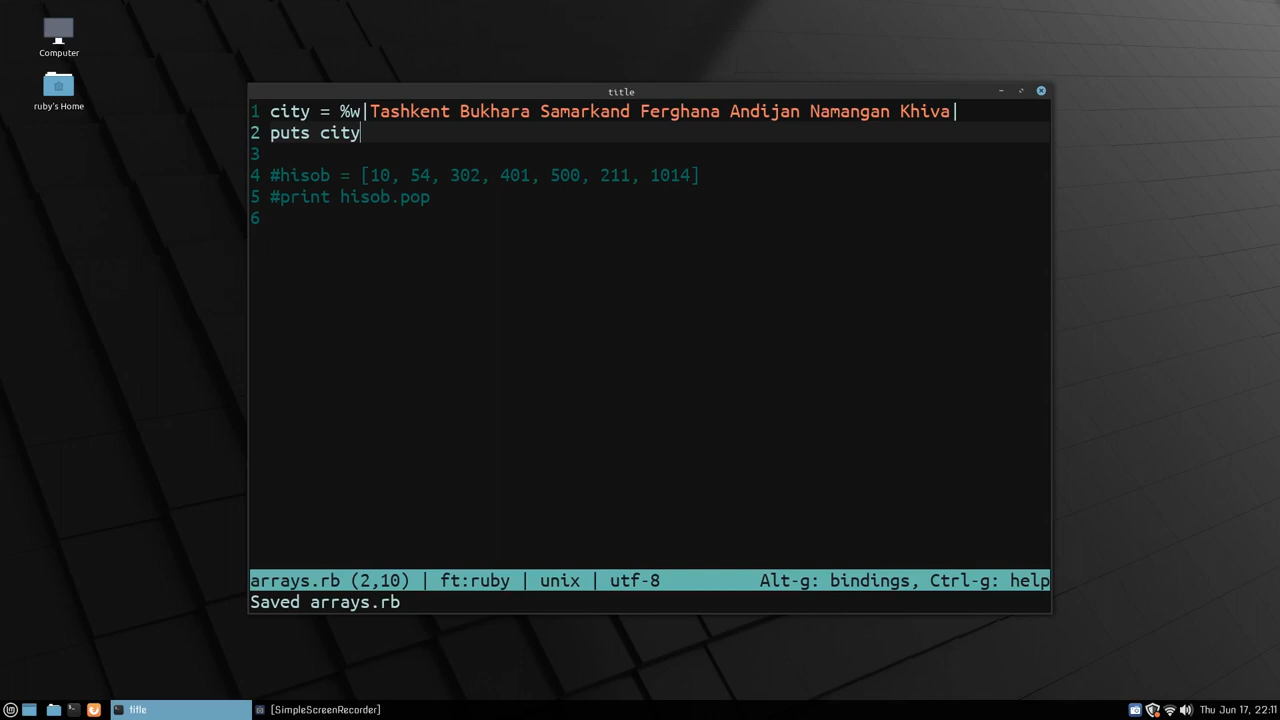 Computer
ruby's Home
title
1 city = %w|Tashkent Bukhara Samarkand Ferghana Andijan Namangan Khiva|
2 puts city
3
4 #hisob = [10, 54, 302, 401, 500, 211, 1014]
5 #print hisob.pop
6
arrays.rb (2,10) | ft:ruby | unix | utf-8 Alt-g: bindings, Ctrl-g: help
Saved arrays.rb
title [SimpleScreenRecorder] Thu Jun 17, 22:11